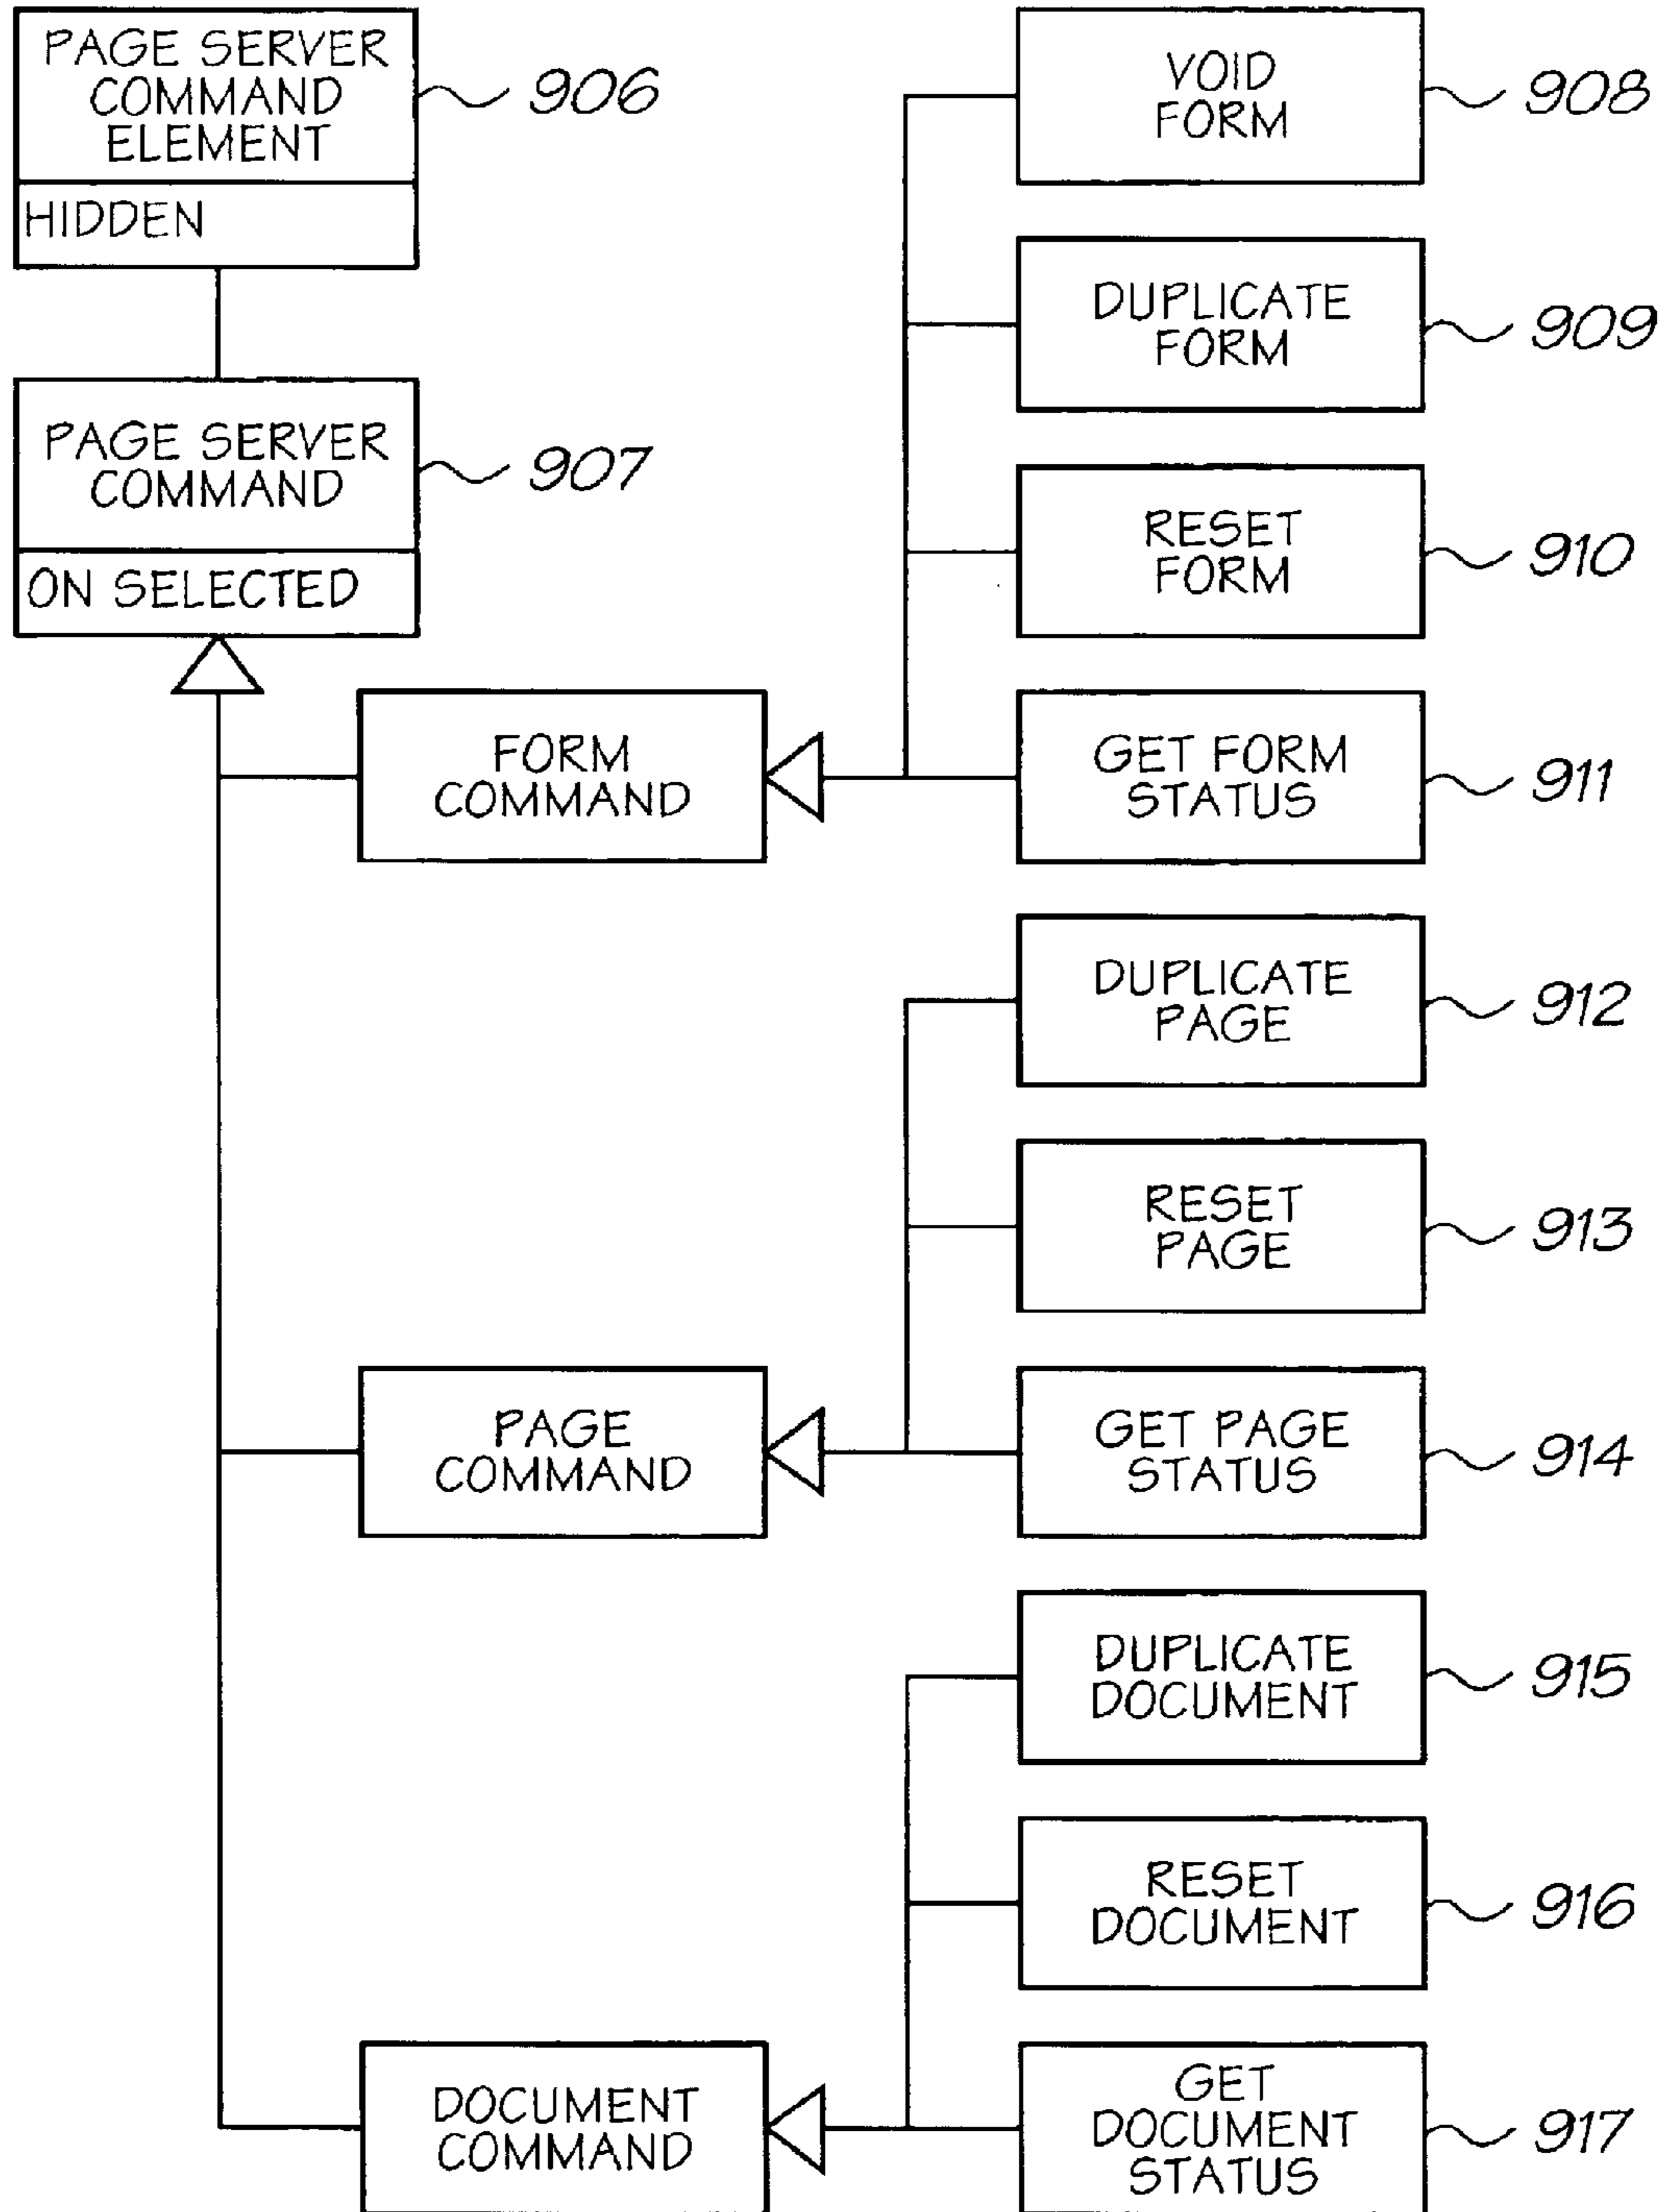 PAGE SERVER
COMMAND
ELEMENT
906
HIDDEN
PAGE SERVER
COMMAND
907
ON SELECTED
FORM
COMMAND
VOID
FORM
908
DUPLICATE
FORM
909
RESET
FORM
910
GET FORM
STATUS
911
PAGE
COMMAND
DUPLICATE
PAGE
912
RESET
PAGE
913
GET PAGE
STATUS
914
DOCUMENT
COMMAND
DUPLICATE
DOCUMENT
915
RESET
DOCUMENT
916
GET
DOCUMENT
STATUS
917